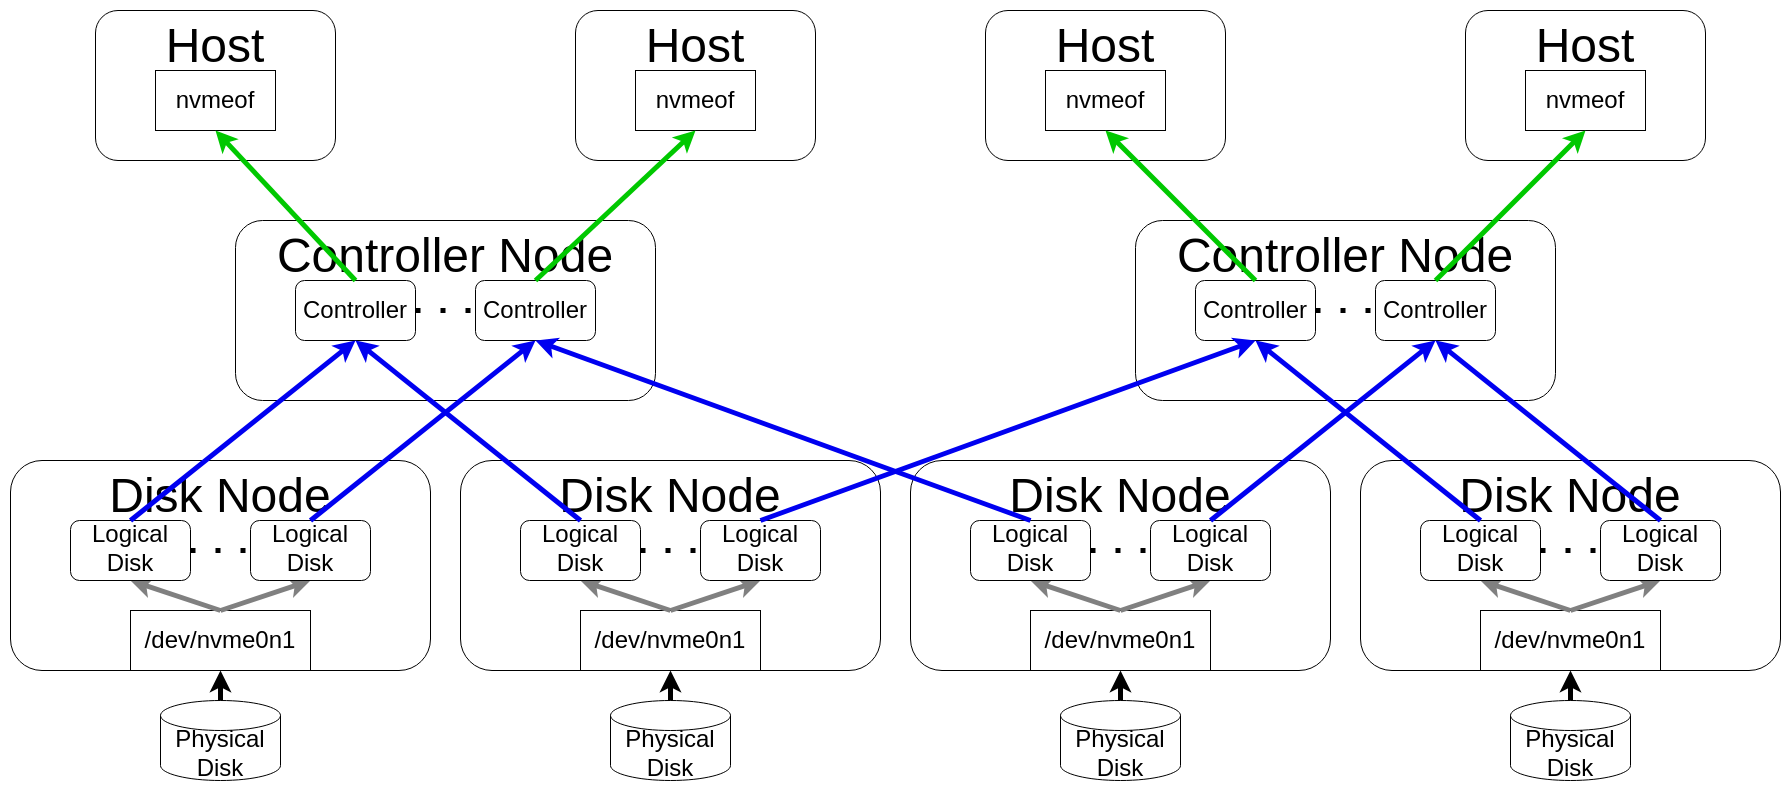 Host
Host
Host
Host
nvmeof
nvmeof
nvmeof
nvmeof
Controller Node
Controller Node
Controller
. . .
Controller
Controller
. . .
Controller
Disk Node
Disk Node
Disk Node
Disk Node
Logical
Disk
. . .
Logical
Disk
Logical
Disk
. . .
Logical
Disk
Logical
Disk
. . .
Logical
Disk
Logical
Disk
. . .
Logical
Disk
/dev/nvme0n1
/dev/nvme0n1
/dev/nvme0n1
/dev/nvme0n1
Physical
Disk
Physical
Disk
Physical
Disk
Physical
Disk